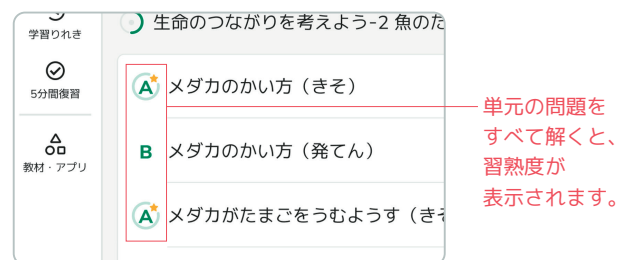 学習りれき
5分間復習
教材・アプリ
生命のつながりを考えよう-2 魚のた
A メダカのかい方（きそ）
B メダカのかい方（発てん）
A メダカがたまごをうむようす（きそ
単元の問題を
すべて解くと、
習熟度が
表示されます。